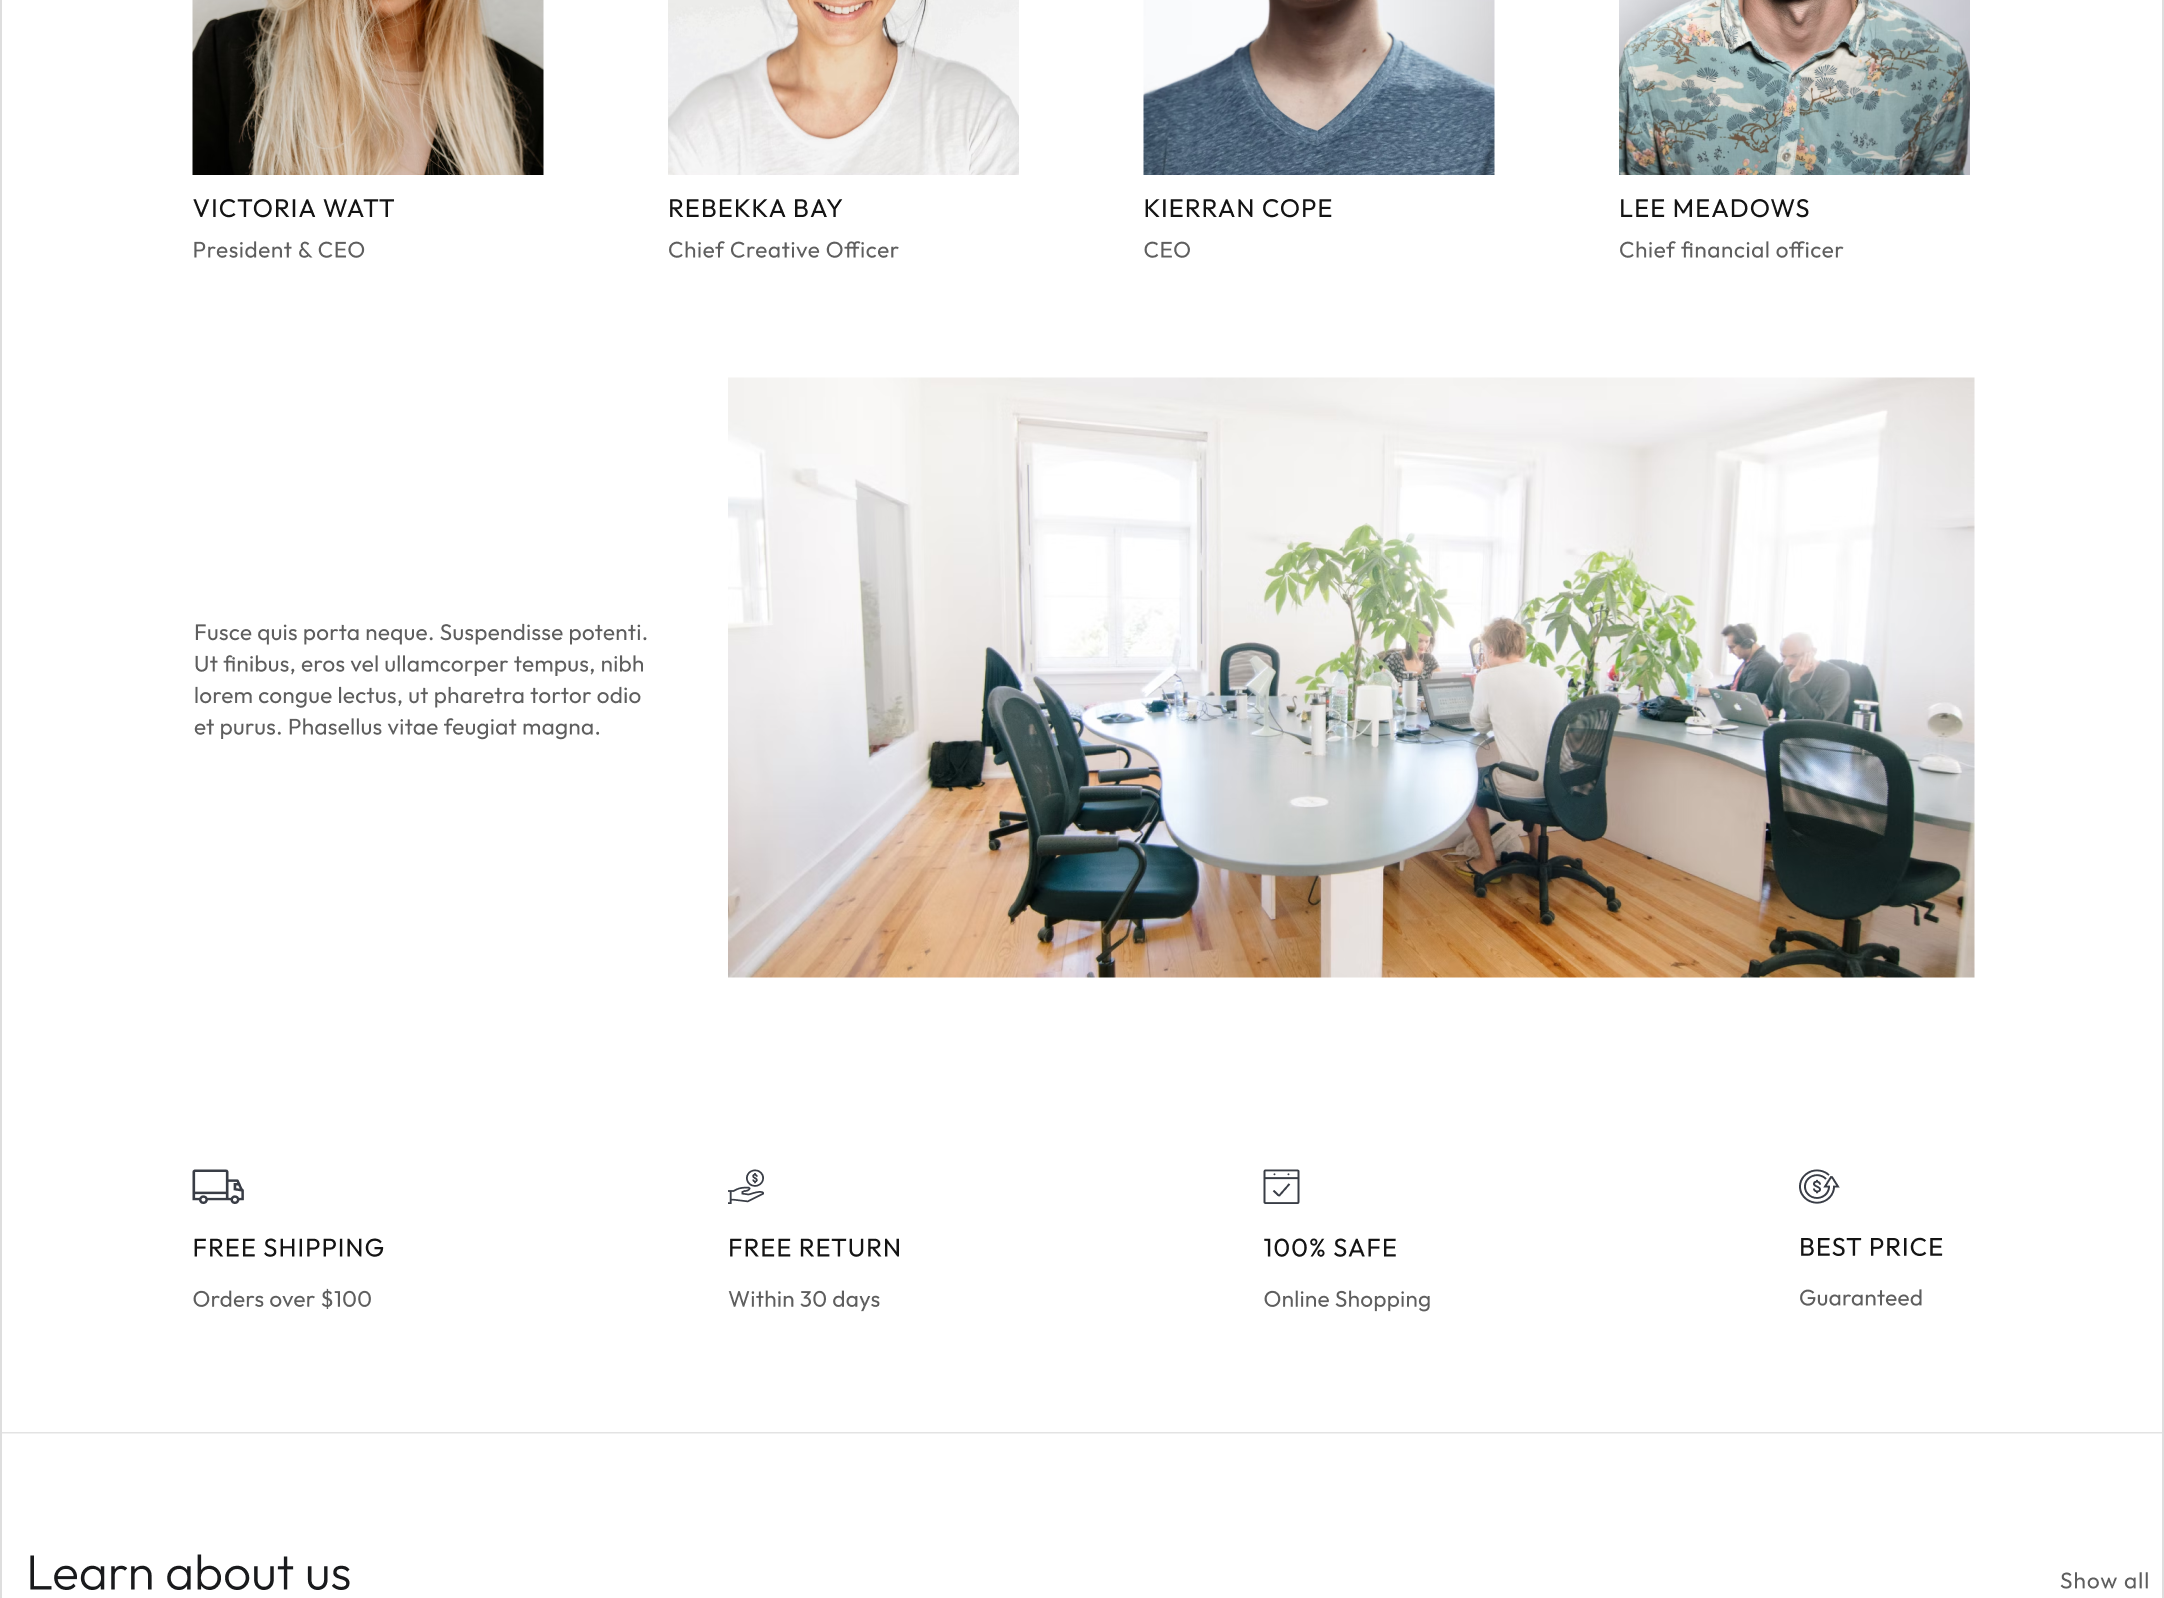 VICTORIA WATT
President & CEO
REBEKKA BAY
Chief Creative Officer
KIERRAN COPE
CEO
LEE MEADOWS
Chief financial officer
Fusce quis porta neque. Suspendisse potenti.
Ut finibus, eros vel ullamcorper tempus, nibh
lorem congue lectus, ut pharetra tortor odio
et purus. Phasellus vitae feugiat magna.
FREE SHIPPING
Orders over $100
FREE RETURN
Within 30 days
100% SAFE
Online Shopping
BEST PRICE
Guaranteed
Learn about us
Show all